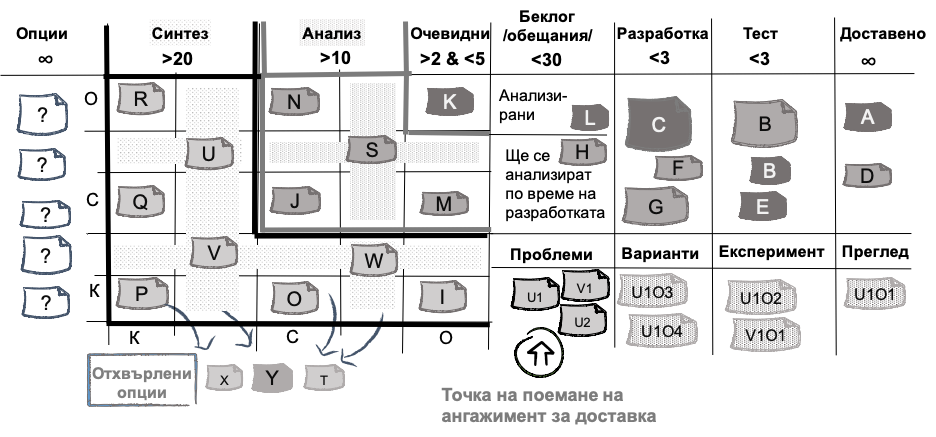 Опции
∞
Синтез
>20
Анализ
>10
Очевидни
>2 & <5
Беклог
/обещания/
<30
Разработка
<3
Тест
<3
Доставено
∞
?
?
?
?
?
О
С
К
R
U
Q
V
P
N
S
J
W
O
K
M
I
К
С
О
Анализи-
рани
L
Ще се
H
анализират
по време на
разработката
C
F
G
B
B
E
A
D
Проблеми
Варианти
Експеримент
Преглед
U1
V1
U2
U1O3
U1O4
U1O2
V1O1
U1O1
Отхвърлени
опции
X
Y
T
Точка на поемане на
ангажимент за доставка